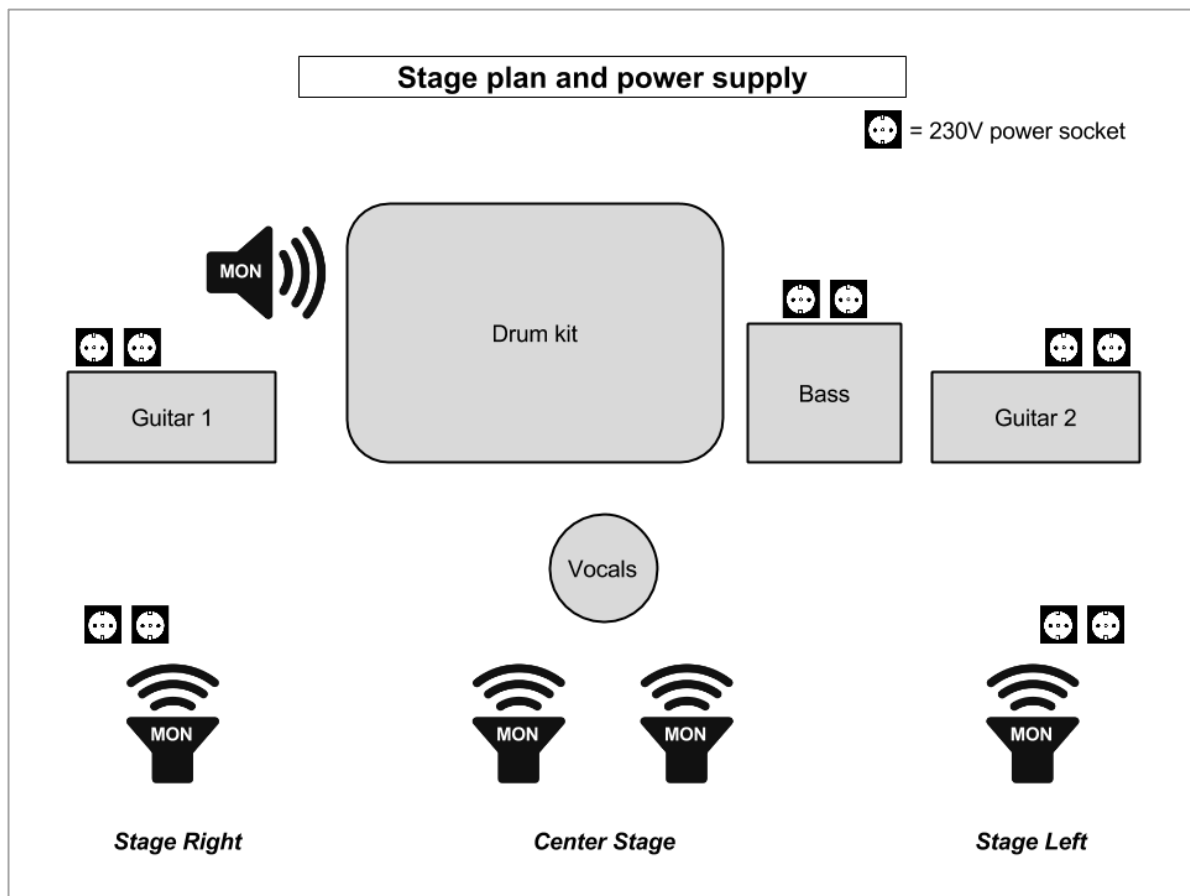 Stage plan and power supply
= 230V power socket
MON
Drum kit
Guitar 1
Bass
Guitar 2
Vocals
MON
MON
MON
MON
Stage Right
Center Stage
Stage Left